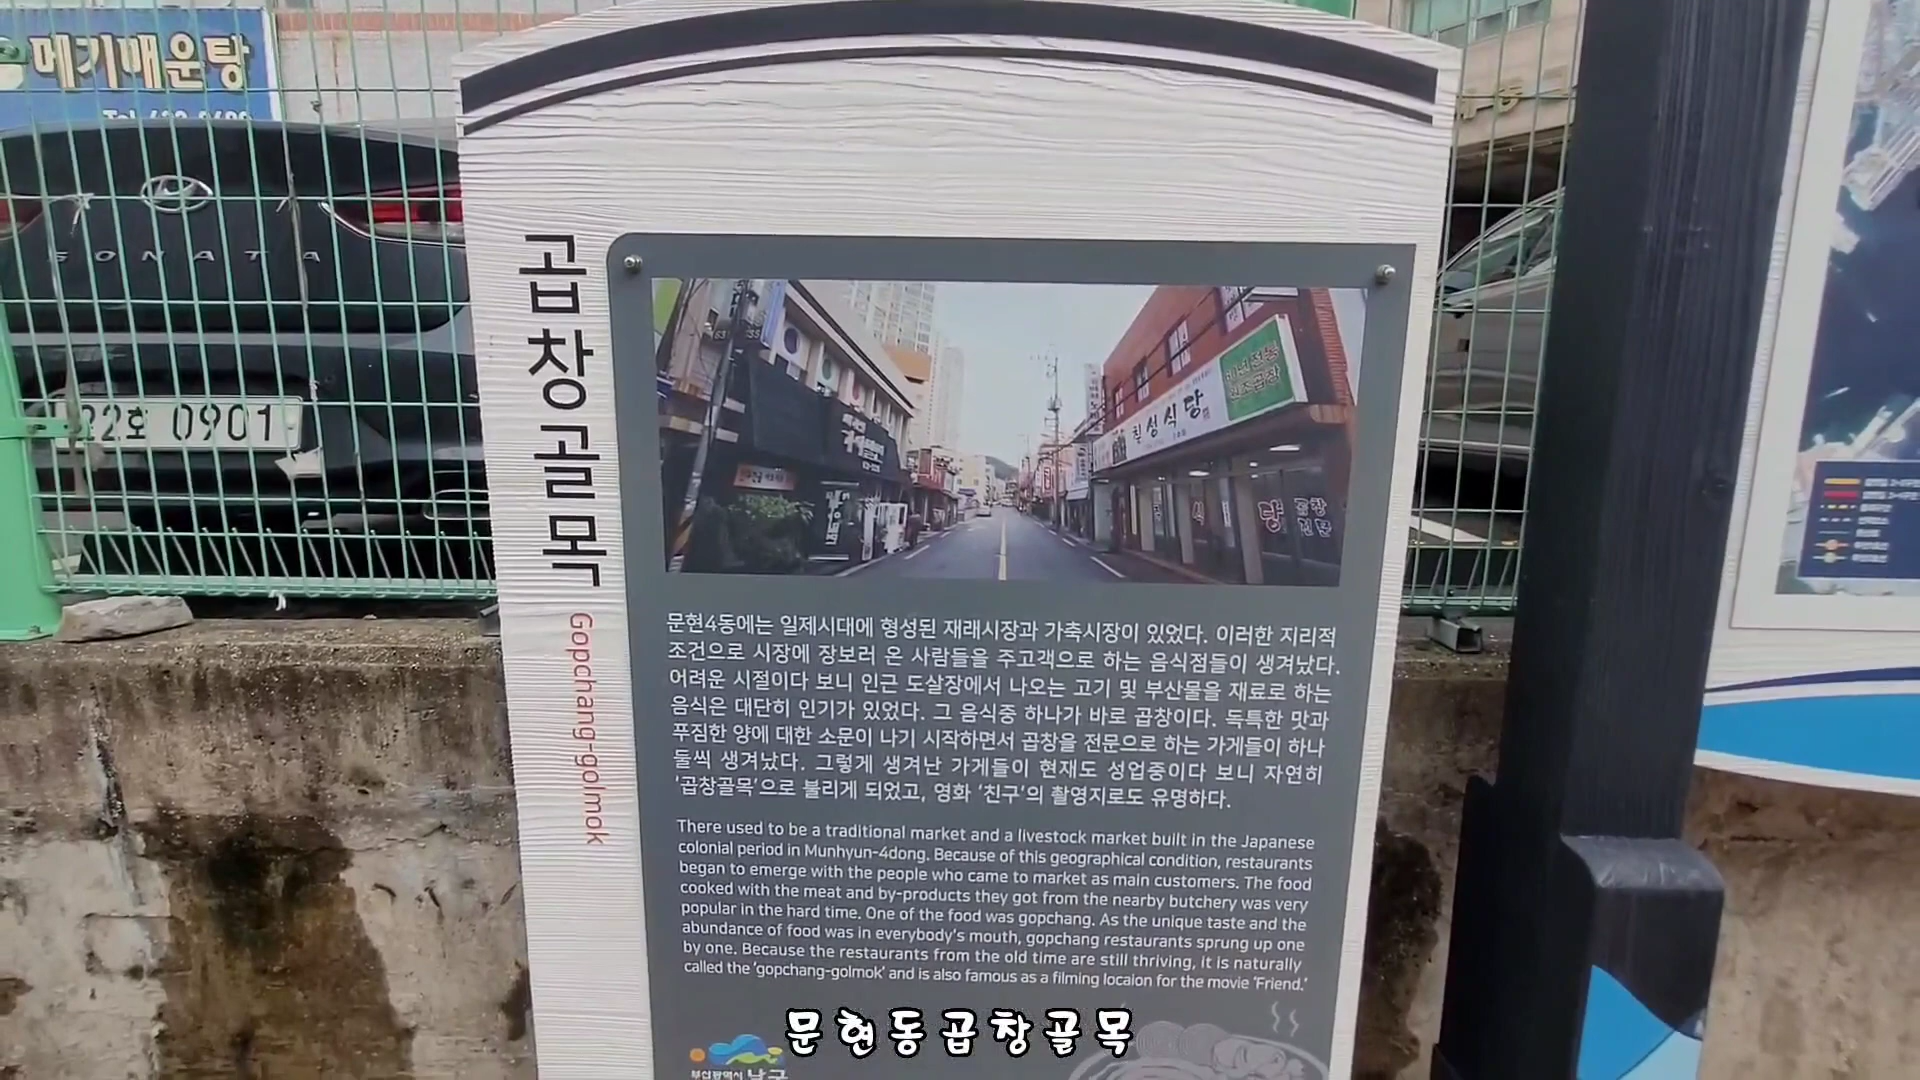 메기매운탕
SONATA
22호 0901
곱창골목
Gopchang-golmok
칠성식당
문현4동에는 일제시대에 형성된 재래시장과 가축시장이 있었다. 이러한 지리적
조건으로 시장에 장보러 온 사람들을 주고객으로 하는 음식점들이 생겨났다.
어려운 시절이다 보니 인근 도살장에서 나오는 고기 및 부산물을 재료로 하는
음식은 대단히 인기가 있었다. 그 음식중 하나가 바로 곱창이다. 독특한 맛과
푸짐한 양에 대한 소문이 나기 시작하면서 곱창을 전문으로 하는 가게들이 하나
둘씩 생겨났다. 그렇게 생겨난 가게들이 현재도 성업중이다 보니 자연히
'곱창골목'으로 불리게 되었고, 영화 '친구'의 촬영지로도 유명하다.
There used to be a traditional market and a livestock market built in the Japanese
colonial period in Munhyun-4dong. Because of this geographical condition, restaurants
began to emerge with the people who came to market as main customers. The food
cooked with the meat and by-products they got from the nearby butchery was very
popular in the hard time. One of the food was gopchang. As the unique taste and the
abundance of food was in everybody's mouth, gopchang restaurants sprung up one
by one. Because the restaurants from the old time are still thriving, it is naturally
called the 'gopchang-golmok' and is also famous as a filming locaion for the movie 'Friend.'
문현동곱창골목
부산광역시 남구